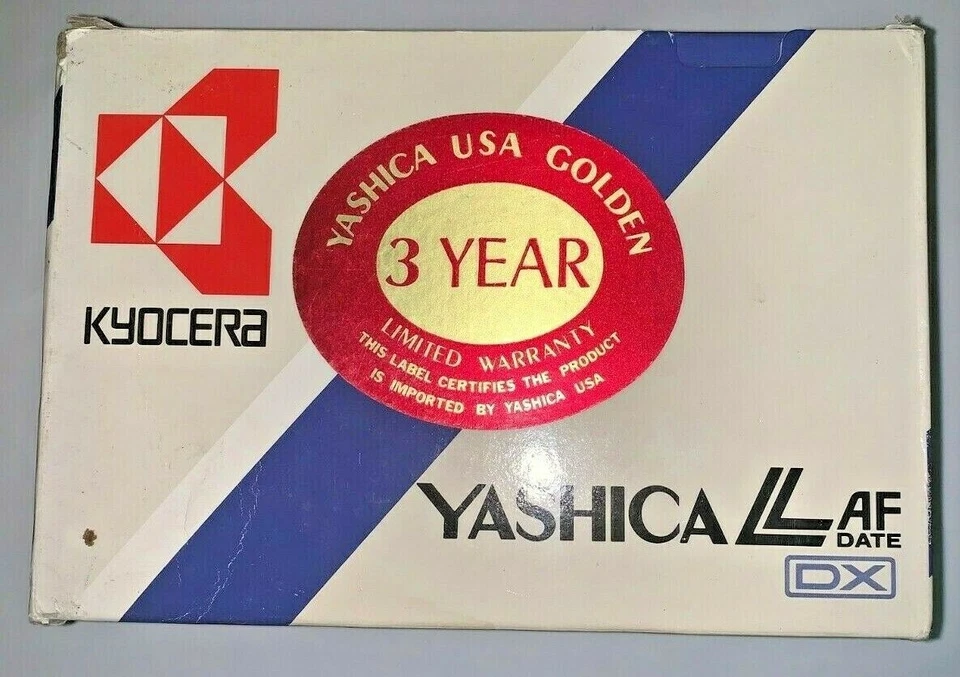 KYOCERA
YASHICA USA GOLDEN
3 YEAR
LIMITED WARRANTY
THIS LABEL CERTIFIES THE PRODUCT
IS IMPORTED BY YASHICA USA
YASHICA LL AF
DATE
DX